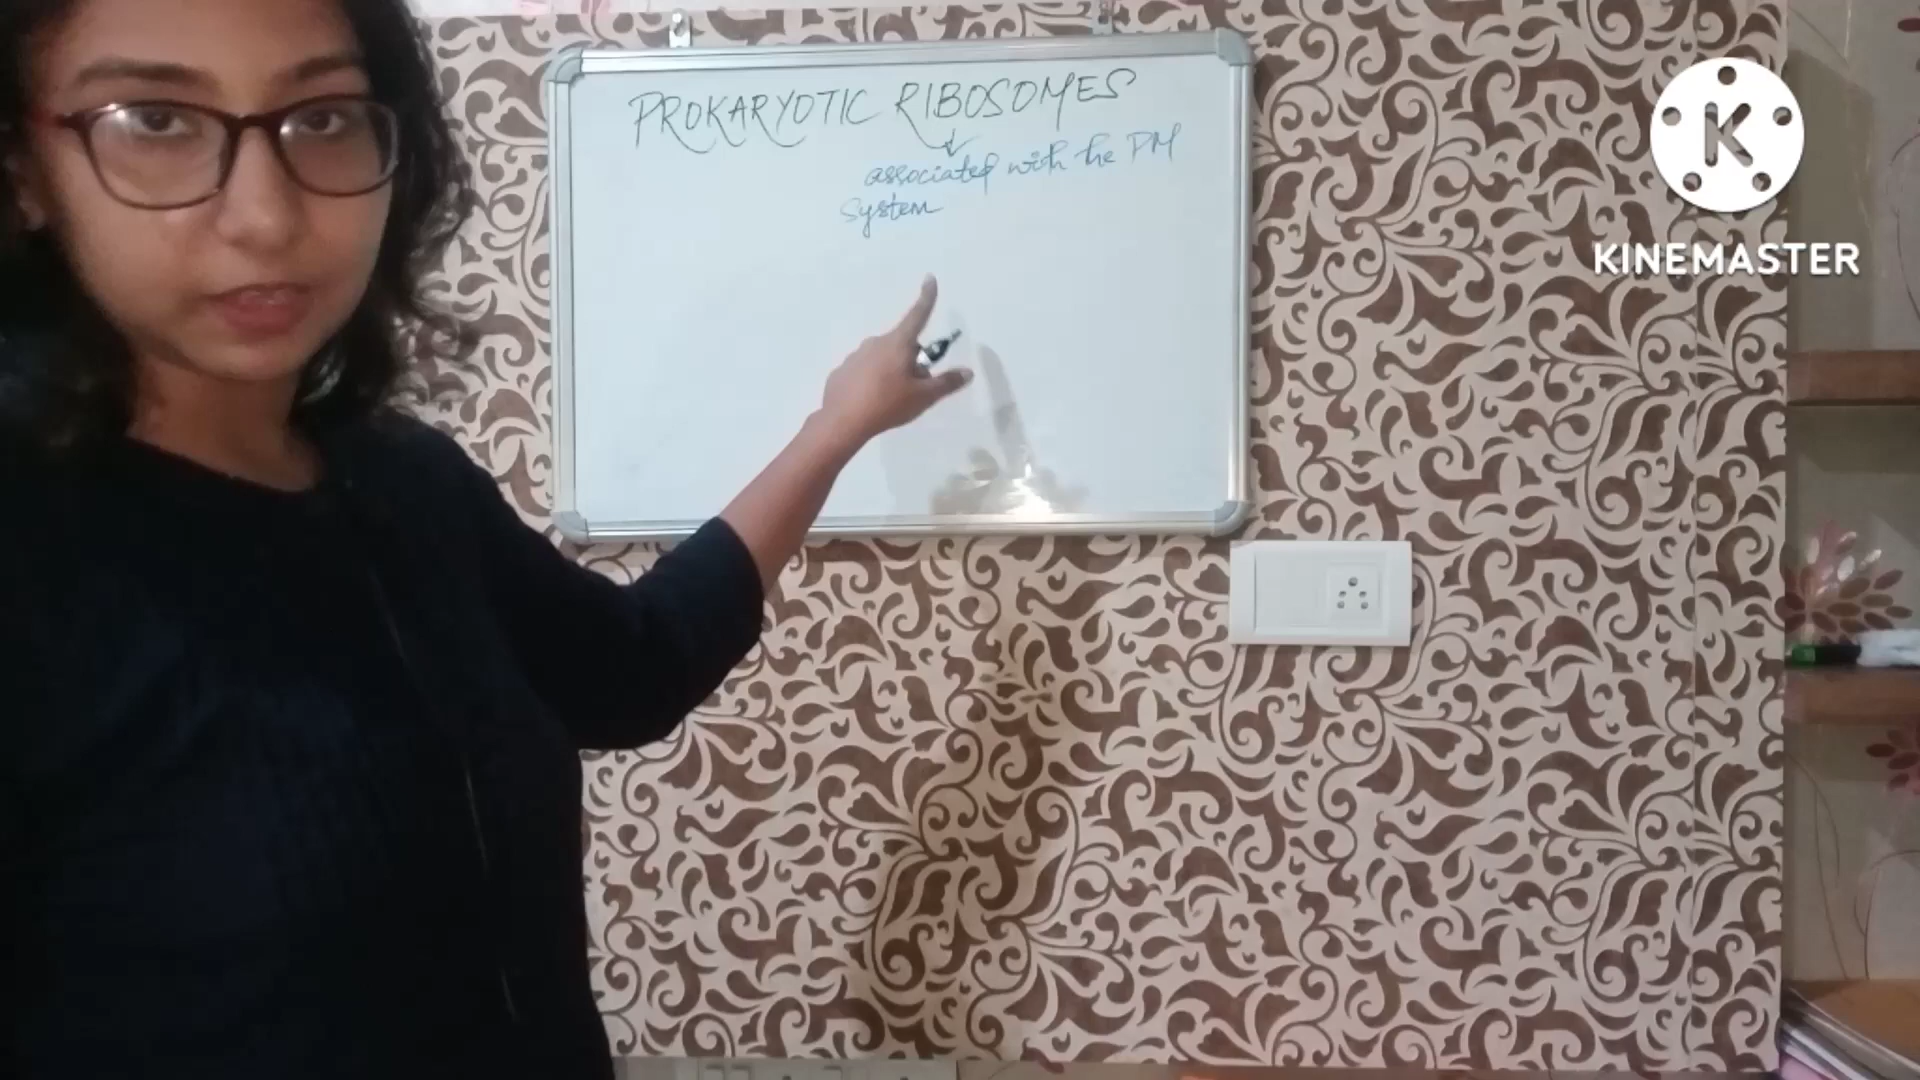 PROKARYOTIC RIBOSOMES
associated with the PM
system
K
KINEMASTER